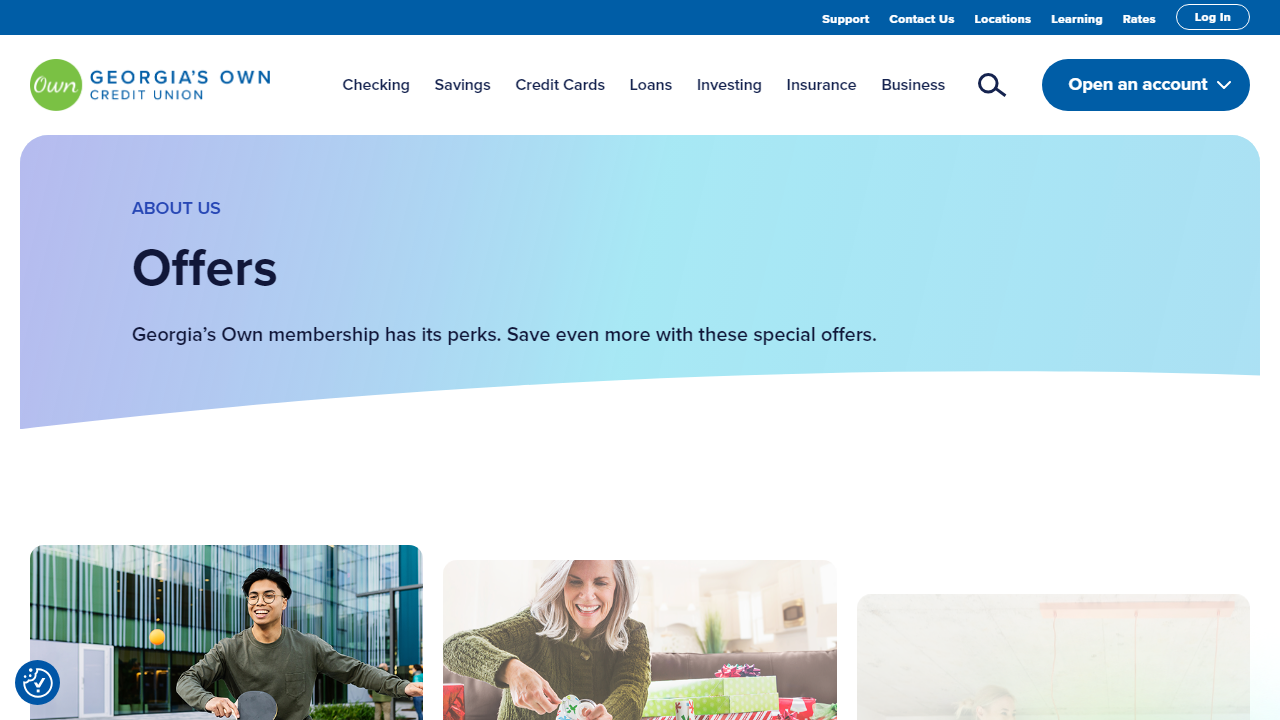 Support Contact Us Locations Learning Rates Log In
Own GEORGIA'S OWN
CREDIT UNION
Checking Savings Credit Cards Loans Investing Insurance Business Open an account
ABOUT US
Offers
Georgia’s Own membership has its perks. Save even more with these special offers.